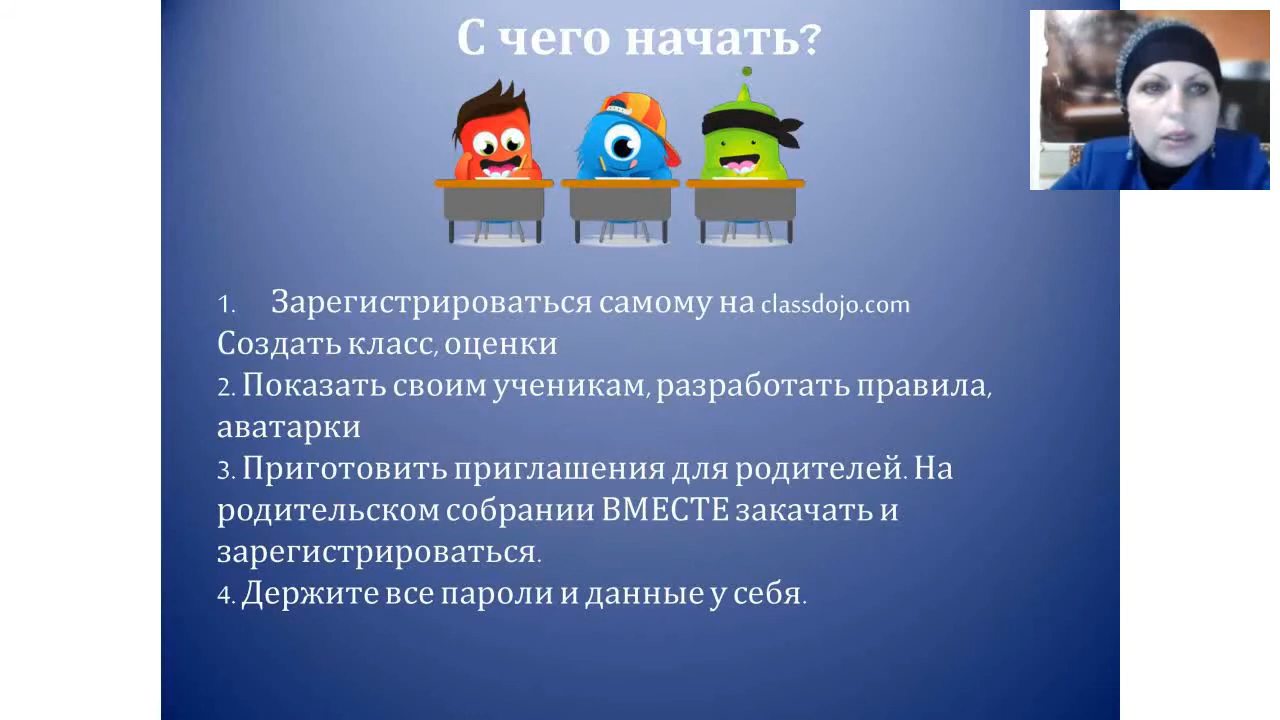 С чего начать?
1. Зарегистрироваться самому на classdojo.com
Создать класс, оценки
2. Показать своим ученикам, разработать правила,
аватарки
3. Приготовить приглашения для родителей. На
родительском собрании ВМЕСТЕ закачать и
зарегистрироваться.
4. Держите все пароли и данные у себя.